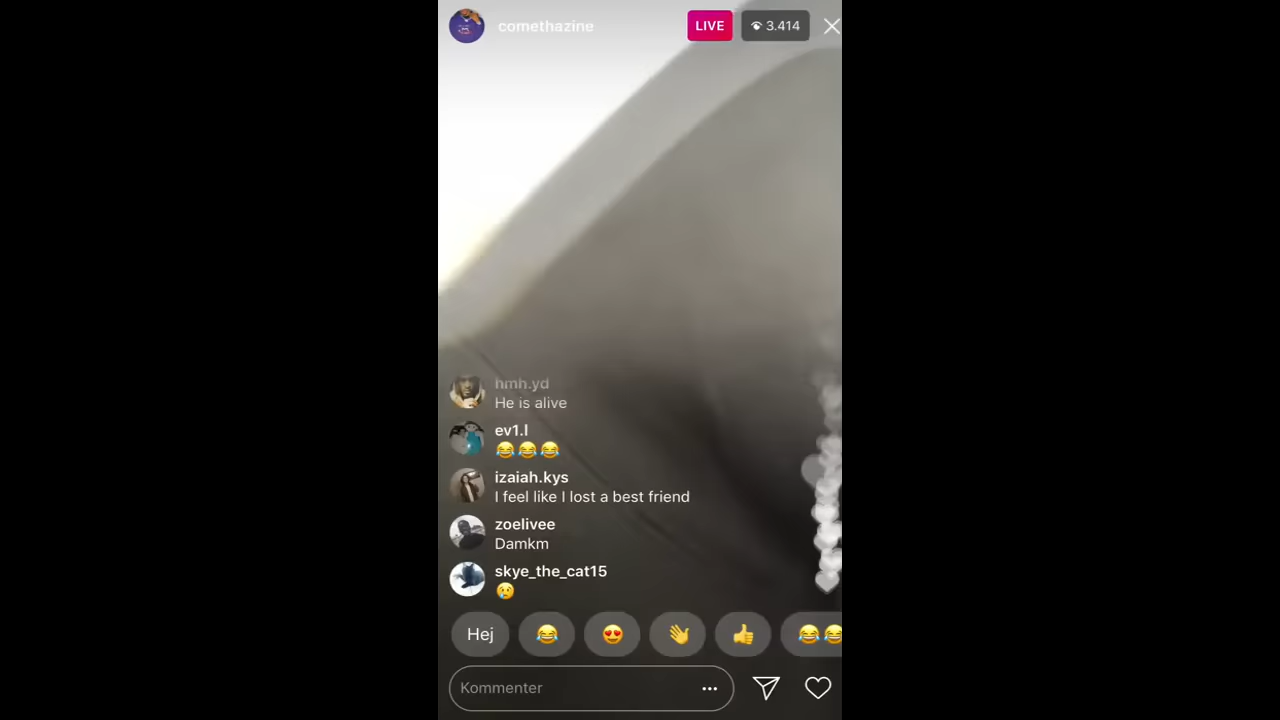 comethazine
LIVE
3.414
hmh.yd
He is alive
ev1.l
😂😂😂
izaiah.kys
I feel like I lost a best friend
zoelivee
Damkm
skye_the_cat15
😢
Hej 😂 😍 👋 👍 😂😂
Kommenter